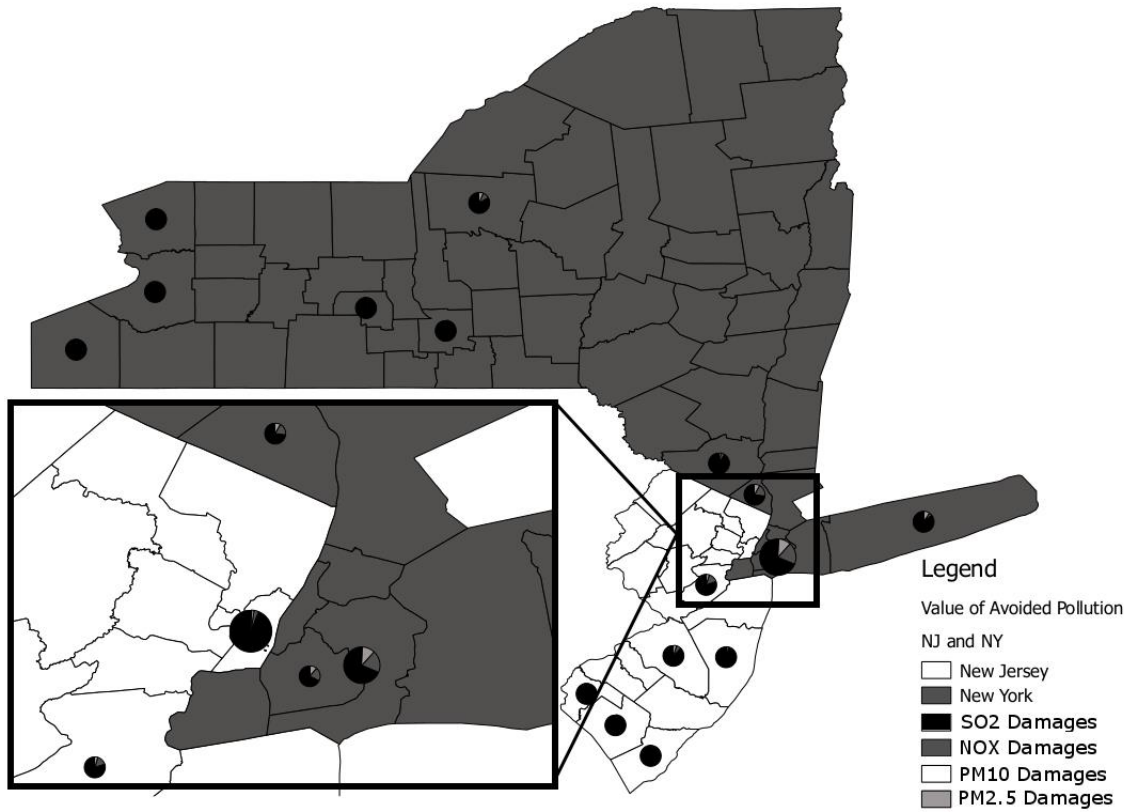 Legend
Value of Avoided Pollution
NJ and NY
New Jersey
New York
SO2 Damages
NOX Damages
PM10 Damages
PM2.5 Damages